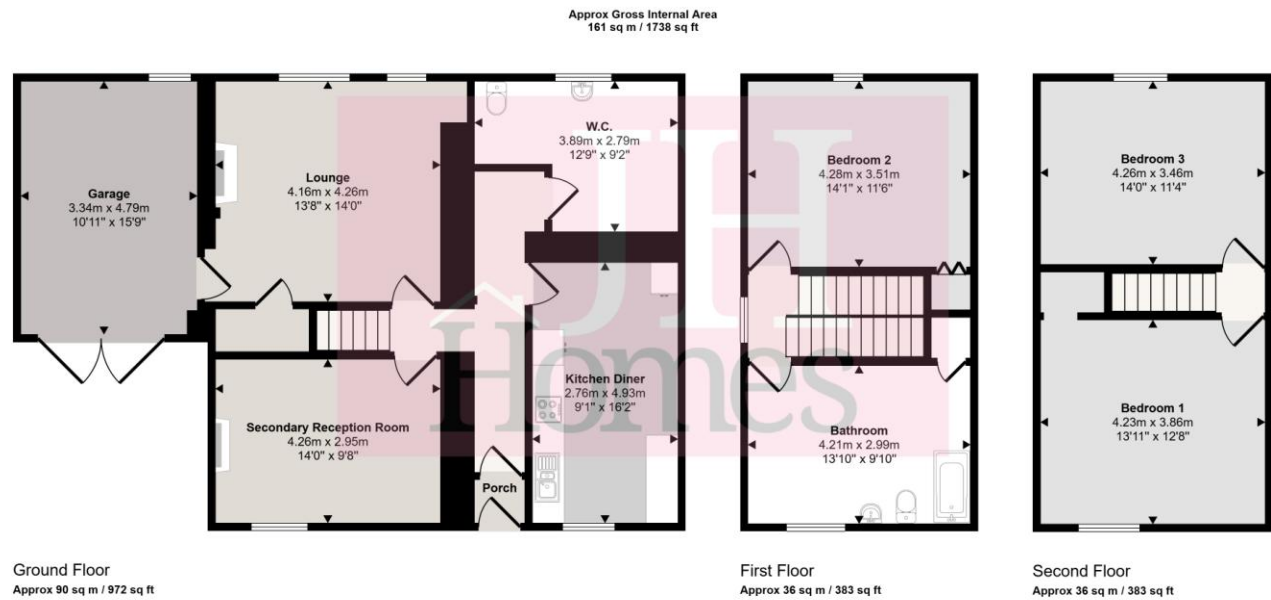 Approx Gross Internal Area
161 sq m / 1738 sq ft
Garage
3.34m x 4.79m
10'11" x 15'9"
Lounge
4.16m x 4.26m
13'8" x 14'0"
W.C.
3.89m x 2.79m
12'9" x 9'2"
Secondary Reception Room
4.26m x 2.95m
14'0" x 9'8"
Porch
Kitchen Diner
2.76m x 4.93m
9'1" x 16'2"
JH
Homes
Bedroom 2
4.28m x 3.51m
14'1" x 11'6"
Bathroom
4.21m x 2.99m
13'10" x 9'10"
Bedroom 3
4.26m x 3.46m
14'0" x 11'4"
Bedroom 1
4.23m x 3.86m
13'11" x 12'8"
Ground Floor
Approx 90 sq m / 972 sq ft
First Floor
Approx 36 sq m / 383 sq ft
Second Floor
Approx 36 sq m / 383 sq ft